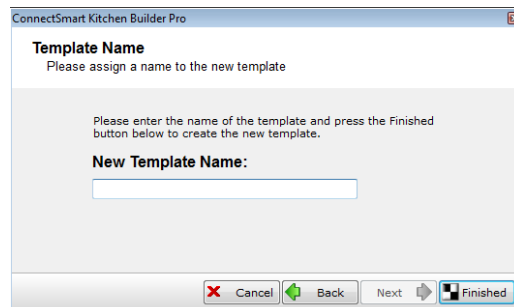 ConnectSmart Kitchen Builder Pro
Template Name
Please assign a name to the new template
Please enter the name of the template and press the Finished
button below to create the new template.
New Template Name:
Cancel Back Next Finished